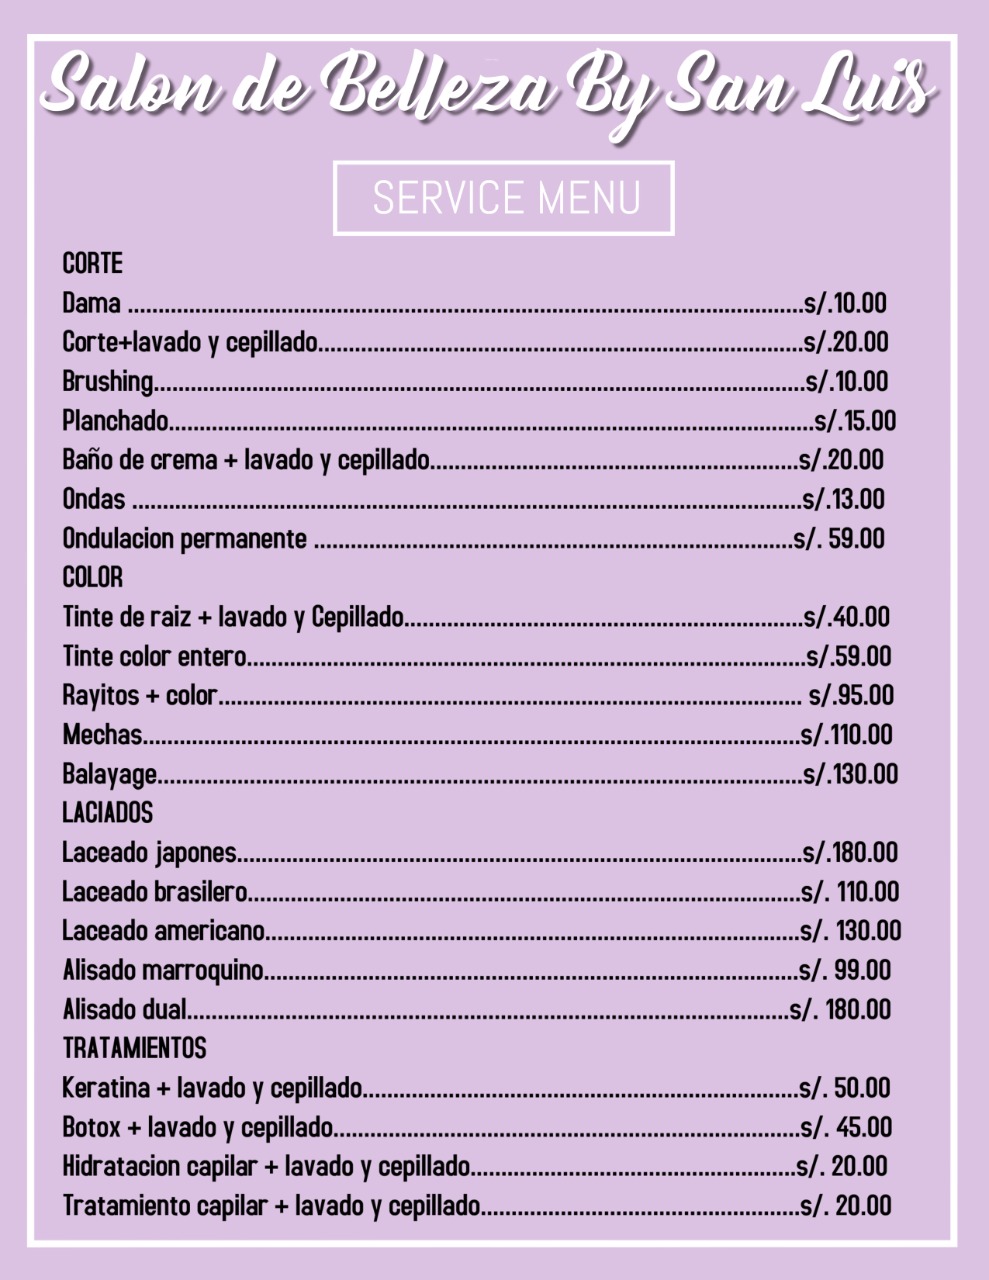 Salon de Belleza By San Luis
SERVICE MENU
CORTE
Dama ........................................................................................s/.10.00
Corte+lavado y cepillado...............................................................s/.20.00
Brushing.....................................................................................s/.10.00
Planchado....................................................................................s/.15.00
Baño de crema + lavado y cepillado................................................s/.20.00
Ondas .......................................................................................s/.13.00
Ondulacion permanente ..............................................................s/. 59.00
COLOR
Tinte de raiz + lavado y Cepillado....................................................s/.40.00
Tinte color entero.........................................................................s/.59.00
Rayitos + color............................................................................ s/.95.00
Mechas......................................................................................s/.110.00
Balayage....................................................................................s/.130.00
LACIADOS
Laceado japones..........................................................................s/.180.00
Laceado brasilero........................................................................s/. 110.00
Laceado americano......................................................................s/. 130.00
Alisado marroquino......................................................................s/. 99.00
Alisado dual...............................................................................s/. 180.00
TRATAMIENTOS
Keratina + lavado y cepillado.........................................................s/. 50.00
Botox + lavado y cepillado.............................................................s/. 45.00
Hidratacion capilar + lavado y cepillado...........................................s/. 20.00
Tratamiento capilar + lavado y cepillado..........................................s/. 20.00